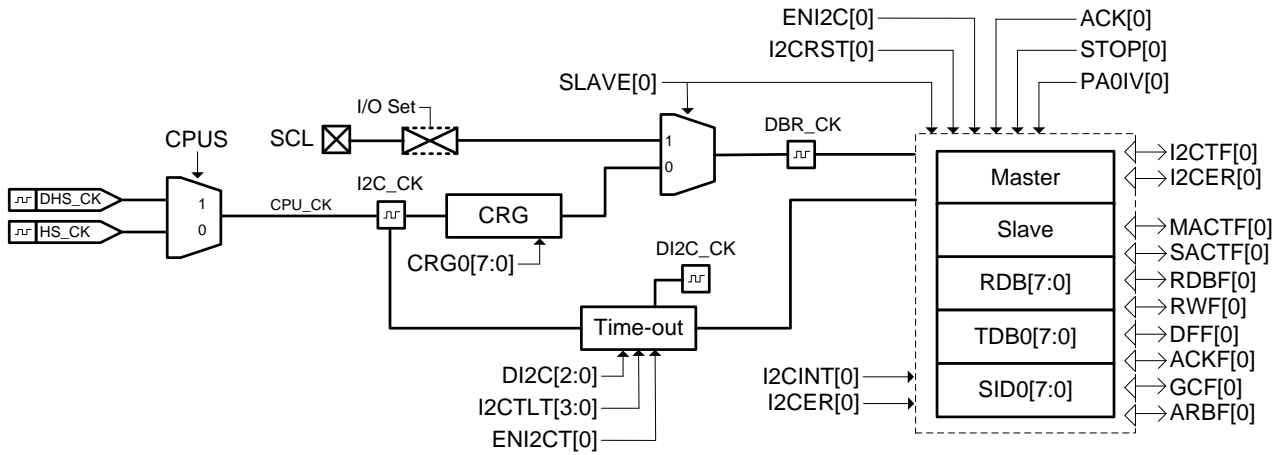 ENI2C[0]
ACK[0]
I2CRST[0]
STOP[0]
SLAVE[0]
PA0IV[0]
I/O Set
SCL
DBR_CK
CPUS
1
0
I2CTF[0]
Master
I2CER[0]
DHS_CK
I2C_CK
1
CPU_CK
CRG
HS_CK
0
Slave
MACTF[0]
SACTF[0]
CRG0[7:0]
DI2C_CK
RDB[7:0]
RDBF[0]
RWF[0]
Time-out
TDB0[7:0]
DFF[0]
ACKF[0]
DI2C[2:0]
I2CINT[0]
SID0[7:0]
GCF[0]
I2CTLT[3:0]
I2CER[0]
ARBF[0]
ENI2CT[0]